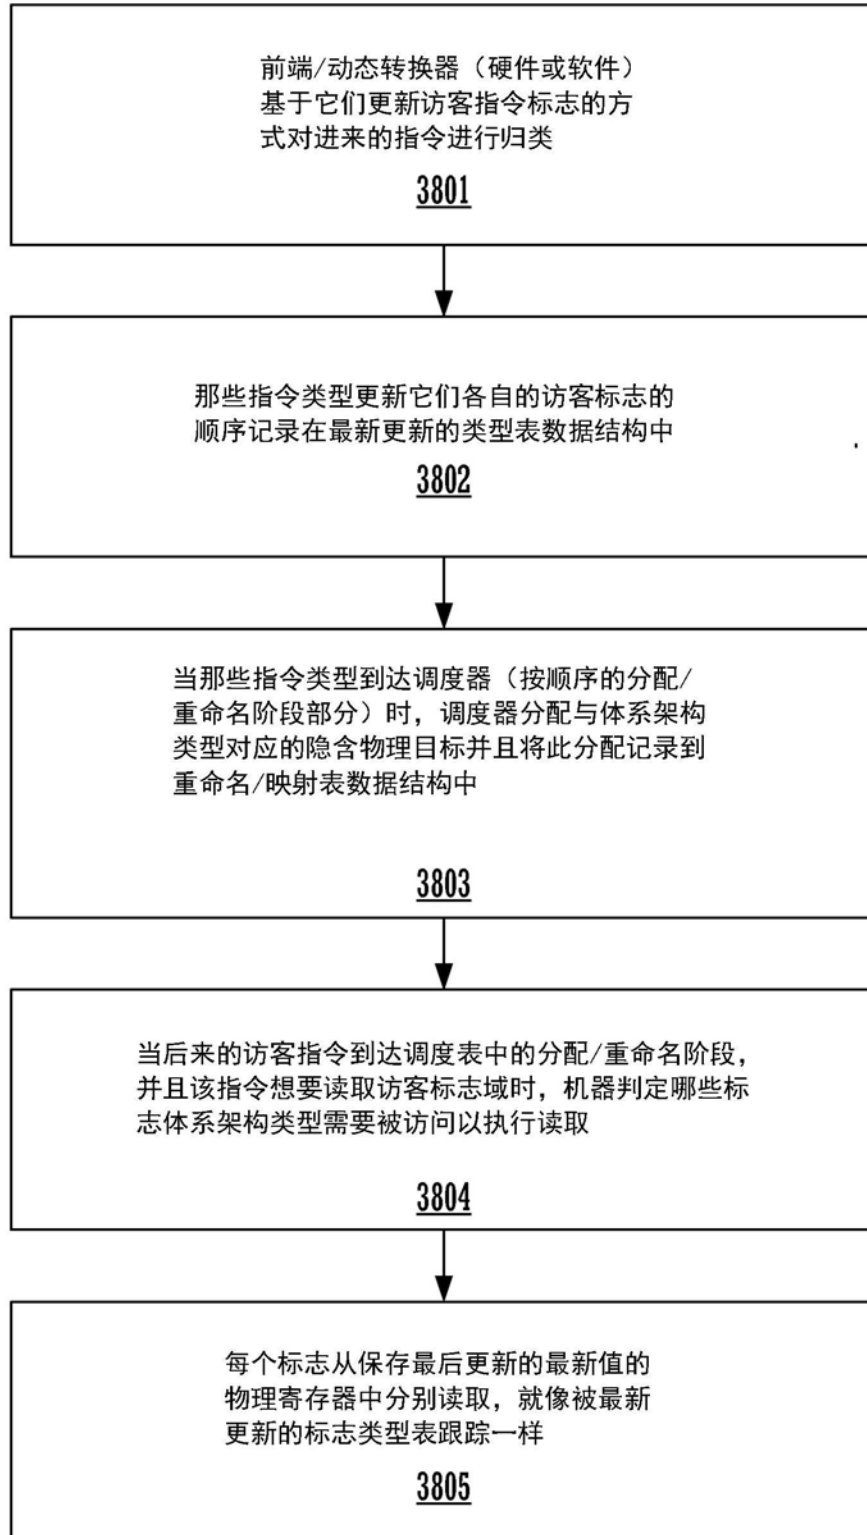 前端/动态转换器（硬件或软件）
基于它们更新访客指令标志的方
式对进来的指令进行归类
3801
那些指令类型更新它们各自的访客标志的
顺序记录在最新更新的类型表数据结构中
3802
当那些指令类型到达调度器（按顺序的分配/
重命名阶段部分）时，调度器分配与体系架构
类型对应的隐含物理目标并且将此分配记录到
重命名/映射表数据结构中
3803
当后来的访客指令到达调度表中的分配/重命名阶段，
并且该指令想要读取访客标志域时，机器判定哪些标
志体系架构类型需要被访问以执行读取
3804
每个标志从保存最后更新的最新值的
物理寄存器中分别读取，就像被最新
更新的标志类型表跟踪一样
3805